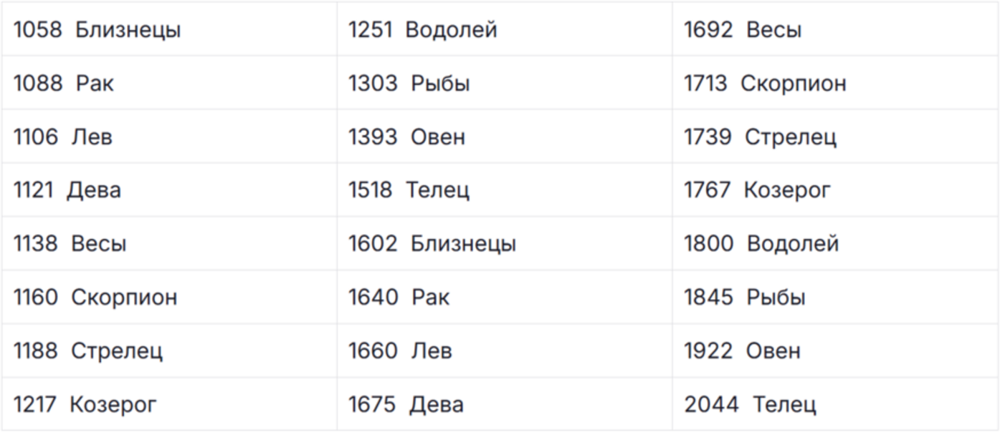 1058 Близнецы 1251 Водолей 1692 Весы
1088 Рак 1303 Рыбы 1713 Скорпион
1106 Лев 1393 Овен 1739 Стрелец
1121 Дева 1518 Телец 1767 Козерог
1138 Весы 1602 Близнецы 1800 Водолей
1160 Скорпион 1640 Рак 1845 Рыбы
1188 Стрелец 1660 Лев 1922 Овен
1217 Козерог 1675 Дева 2044 Телец